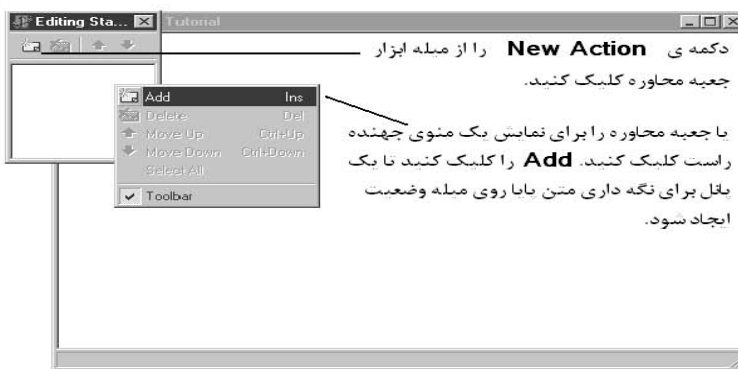 Editing Sta...
Tutorial
Add Ins
Delete Del
Move Up Ctrl+Up
Move Down Ctrl+Down
Select All
Toolbar
دکمه ی New Action را از میله ابزار
جعبه محاوره کلیک کنید.
یا جعبه محاوره را برای نمایش یک منوی جهنده
راست کلیک کنید. Add را کلیک کنید تا یک
پانل برای نگه داری متن پایا روی میله وضعیت
ایجاد شود.